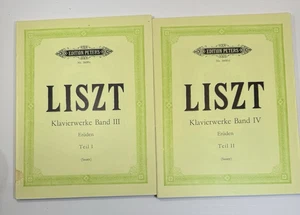 EDITION PETERS
LISZT
Klavierwerke Band III
Etüden
Teil I
EDITION PETERS
LISZT
Klavierwerke Band IV
Etüden
Teil II